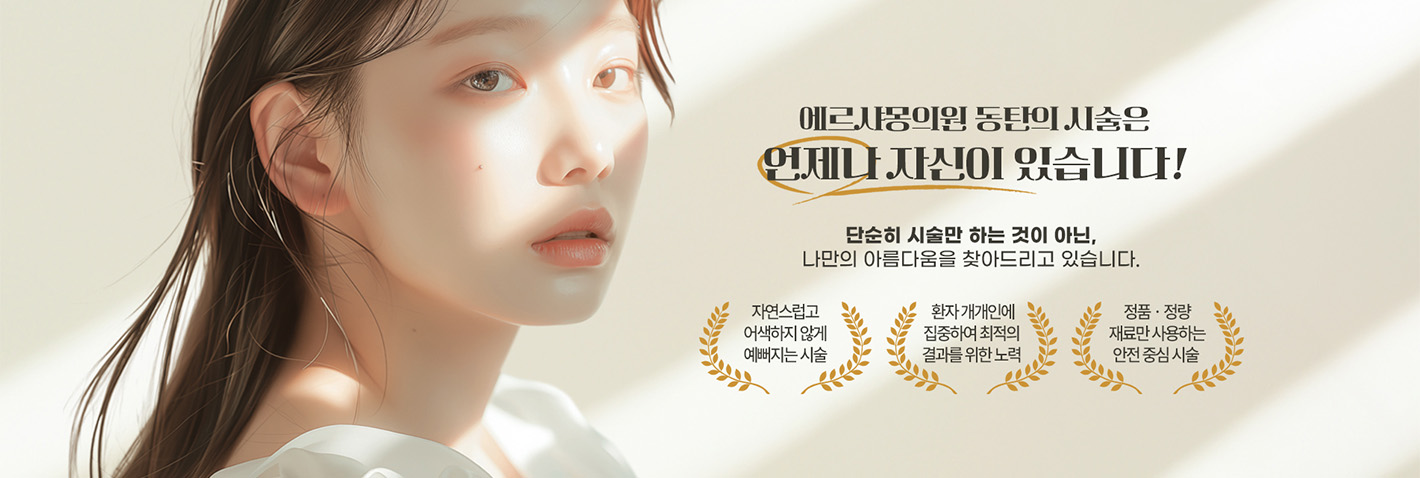 에르샤몽의원 동탄의 시술은
언제나 자신이 있습니다!
단순히 시술만 하는 것이 아닌,
나만의 아름다움을 찾아드리고 있습니다.
자연스럽고
어색하지 않게
예뻐지는 시술
환자 개개인에
집중하여 최적의
결과를 위한 노력
정품 · 정량
재료만 사용하는
안전 중심 시술